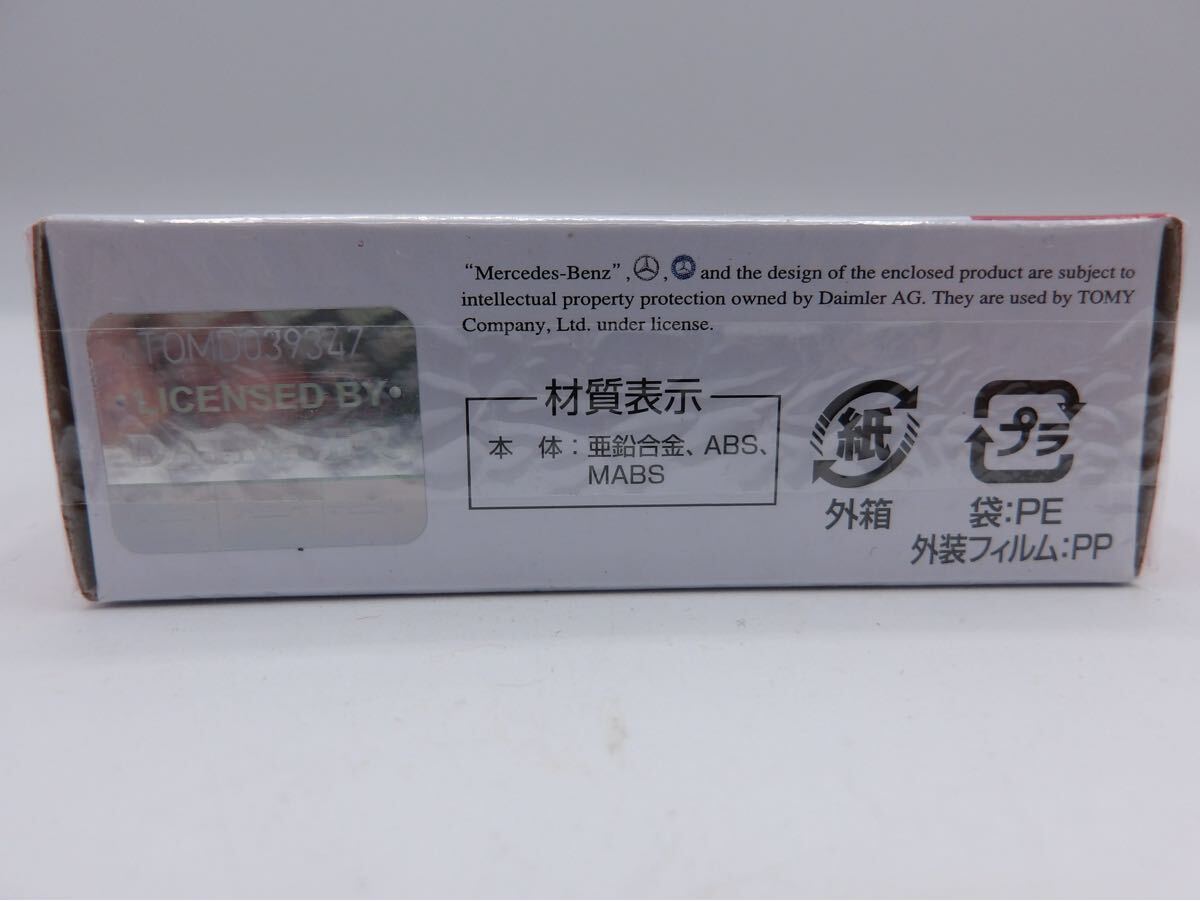 "Mercedes-Benz", , and the design of the enclosed product are subject to
intellectual property protection owned by Daimler AG. They are used by TOMY
Company, Ltd. under license.
TOMD039347
·LICENSED BY·
材質表示
本 体：亜鉛合金、ABS、
MABS
紙
外箱
プラ
袋：PE
外装フィルム：PP